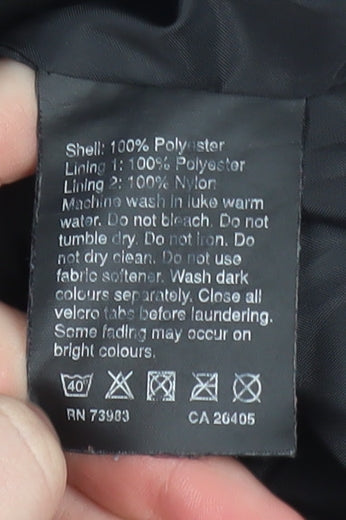 Shell: 100% Polyester
Lining 1: 100% Polyester
Lining 2: 100% Nylon
Machine wash in luke warm
water. Do not bleach. Do not
tumble dry. Do not iron. Do
not dry clean. Do not use
fabric softener. Wash dark
colours separately. Close all
velcro tabs before laundering.
Some fading may occur on
bright colours.
40°
RN 73983 CA 26405